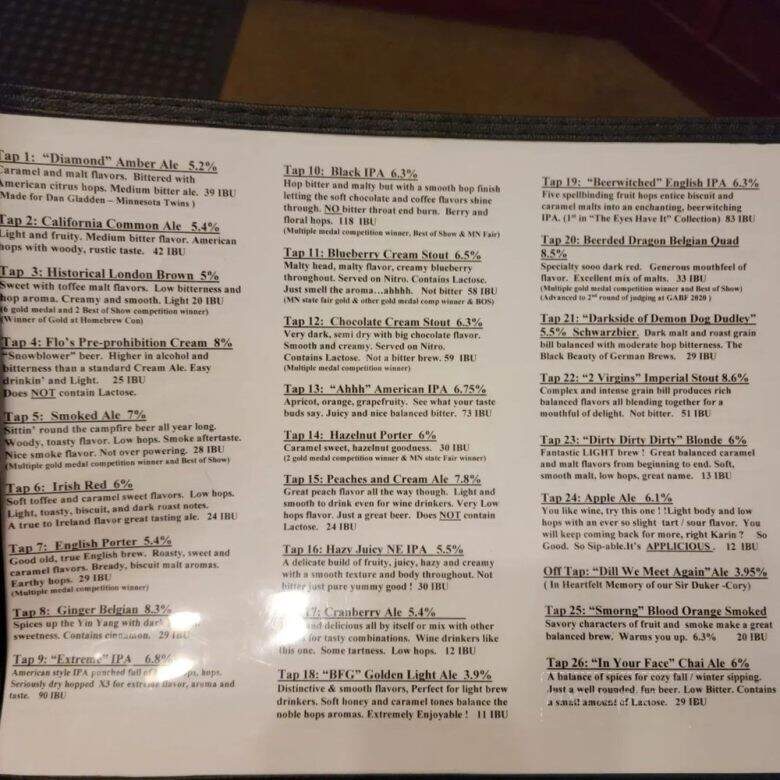 Tap 1: "Diamond" Amber Ale 5.2%
Caramel and malt flavors. Bittered with
American citrus hops. Medium bitter ale. 39 IBU
Made for Dan Gladden – Minnesota Twins )
Tap 2: California Common Ale 5.4%
Light and fruity. Medium bitter flavor. American
hops with woody, rustic taste. 42 IBU
Tap 3: Historical London Brown 5%
Sweet with toffee malt flavors. Low bitterness and
hop aroma. Creamy and smooth. Light 20 IBU
(6 gold medal and 2 Best of Show competition winner)
(Winner of Gold at Homebrew Con)
Tap 4: Flo's Pre-prohibition Cream 8%
"Snowblower" beer. Higher in alcohol and
bitterness than a standard Cream Ale. Easy
drinkin' and Light. 25 IBU
Does NOT contain Lactose.
Tap 5: Smoked Ale 7%
Sittin' round the campfire beer all year long.
Woody, toasty flavor. Low hops. Smoke aftertaste.
Nice smoke flavor. Not over powering. 28 IBU
(Multiple gold medal competition winner and Best of Show)
Tap 6: Irish Red 6%
Soft toffee and caramel sweet flavors. Low hops.
Light, toasty, biscuit, and dark roast notes.
A true to Ireland flavor great tasting ale. 24 IBU
Tap 7: English Porter 5.4%
Good old, true English brew. Roasty, sweet and
caramel flavors. Bready, biscuit malt aromas.
Earthy hops. 29 IBU
(Multiple medal competition winner)
Tap 8: Ginger Belgian 8.3%
Spices up the Yin Yang with dark
sweetness. Contains cinnamon. 29 IBU
Tap 9: "Extreme" IPA 6.8%
American style IPA punched full of hops, hops.
Seriously dry hopped X3 for extreme flavor, aroma and
taste. 90 IBU
Tap 10: Black IPA 6.3%
Hop bitter and malty but with a smooth hop finish
letting the soft chocolate and coffee flavors shine
through. NO bitter throat end burn. Berry and
floral hops. 118 IBU
(Multiple medal competition winner, Best of Show & MN Fair)
Tap 11: Blueberry Cream Stout 6.5%
Malty head, malty flavor, creamy blueberry
throughout. Served on Nitro. Contains Lactose.
Just smell the aroma...ahhhh. Not bitter 58 IBU
(MN state fair gold & other gold medal comp winner & BOS)
Tap 12: Chocolate Cream Stout 6.3%
Very dark, semi dry with big chocolate flavor.
Smooth and creamy. Served on Nitro.
Contains Lactose. Not a bitter brew. 59 IBU
(Multiple medal competition winner)
Tap 13: "Ahhh" American IPA 6.75%
Apricot, orange, grapefruity. See what your taste
buds say. Juicy and nice balanced bitter. 73 IBU
Tap 14: Hazelnut Porter 6%
Caramel sweet, hazelnut goodness. 30 IBU
(2 gold medal competition winner & MN state Fair winner)
Tap 15: Peaches and Cream Ale 7.8%
Great peach flavor all the way though. Light and
smooth to drink even for wine drinkers. Very Low
hops flavor. Just a great beer. Does NOT contain
Lactose. 24 IBU
Tap 16: Hazy Juicy NE IPA 5.5%
A delicate build of fruity, juicy, hazy and creamy
with a smooth texture and body throughout. Not
bitter just pure yummy good ! 30 IBU
17: Cranberry Ale 5.4%
and delicious all by itself or mix with other
for tasty combinations. Wine drinkers like
this one. Some tartness. Low hops. 12 IBU
Tap 18: "BFG" Golden Light Ale 3.9%
Distinctive & smooth flavors, Perfect for light brew
drinkers. Soft honey and caramel tones balance the
noble hops aromas. Extremely Enjoyable ! 11 IBU
Tap 19: "Beerwitched" English IPA 6.3%
Five spellbinding fruit hops entice biscuit and
caramel malts into an enchanting, beerwitching
IPA. (1st in "The Eyes Have It" Collection) 83 IBU
Tap 20: Beerded Dragon Belgian Quad
8.5%
Specialty sooo dark red. Generous mouthfeel of
flavor. Excellent mix of malts. 33 IBU
(Multiple gold medal competition winner and Best of Show)
(Advanced to 2nd round of judging at GABF 2020 )
Tap 21: "Darkside of Demon Dog Dudley"
5.5% Schwarzbier. Dark malt and roast grain
bill balanced with moderate hop bitterness. The
Black Beauty of German Brews. 29 IBU
Tap 22: "2 Virgins" Imperial Stout 8.6%
Complex and intense grain bill produces rich
balanced flavors all blending together for a
mouthful of delight. Not bitter. 51 IBU
Tap 23: "Dirty Dirty Dirty" Blonde 6%
Fantastic LIGHT brew ! Great balanced caramel
and malt flavors from beginning to end. Soft,
smooth malt, low hops, great name. 13 IBU
Tap 24: Apple Ale 6.1%
You like wine, try this one ! !Light body and low
hops with an ever so slight tart / sour flavor. You
will keep coming back for more, right Karin ? So
Good. So Sip-able.It's APPLICIOUS . 12 IBU
Off Tap: "Dill We Meet Again"Ale 3.95%
( In Heartfelt Memory of our Sir Duker -Cory)
Tap 25: "Smorng" Blood Orange Smoked
Savory characters of fruit and smoke make a great
balanced brew. Warms you up. 6.3% 20 IBU
Tap 26: "In Your Face" Chai Ale 6%
A balance of spices for cozy fall / winter sipping.
Just a well rounded, fun beer. Low Bitter. Contains
a small amount of Lactose. 29 IBU